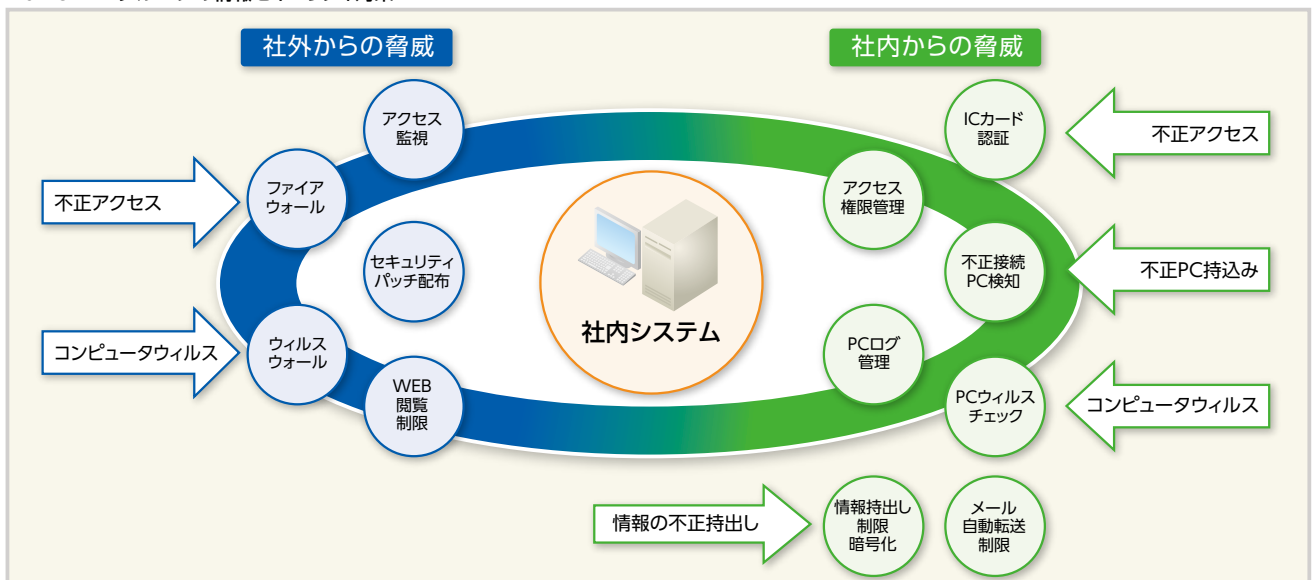 社外からの脅威
社内からの脅威
アクセス
監視
ICカード
認証
不正アクセス
ファイア
ウォール
不正アクセス
アクセス
権限管理
セキュリティ
パッチ配布
不正接続
PC検知
不正PC持込み
社内システム
コンピュータウィルス
ウィルス
ウォール
PCログ
管理
WEB
閲覧
制限
PCウィルス
チェック
コンピュータウィルス
情報の不正持出し
情報持出し
制限
暗号化
メール
自動転送
制限